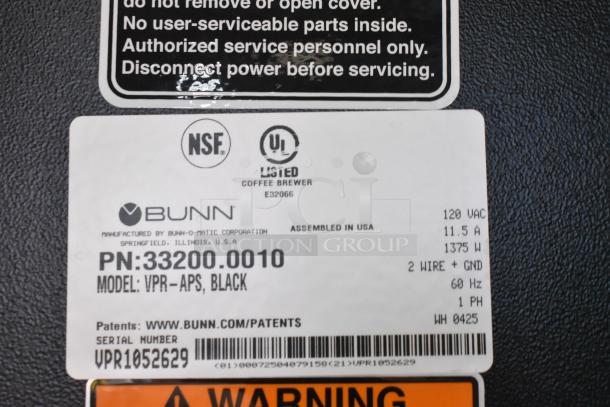 do not remove or open cover.
No user-serviceable parts inside.
Authorized service personnel only.
Disconnect power before servicing.
NSF®
UL
LISTED
COFFEE BREWER
E32066
PCI
AUCTION GROUP
BUNN®
MANUFACTURED BY BUNN-O-MATIC CORPORATION
SPRINGFIELD, ILLINOIS, U.S.A
ASSEMBLED IN USA
120 VAC
11.5 A
1375 W
2 WIRE + GND
60 Hz
1 PH
WH 0425
PN:33200.0010
MODEL: VPR-APS, BLACK
Patents: WWW.BUNN.COM/PATENTS
SERIAL NUMBER
VPR1052629
(01)00072504079158(21)VPR1052629
WARNING